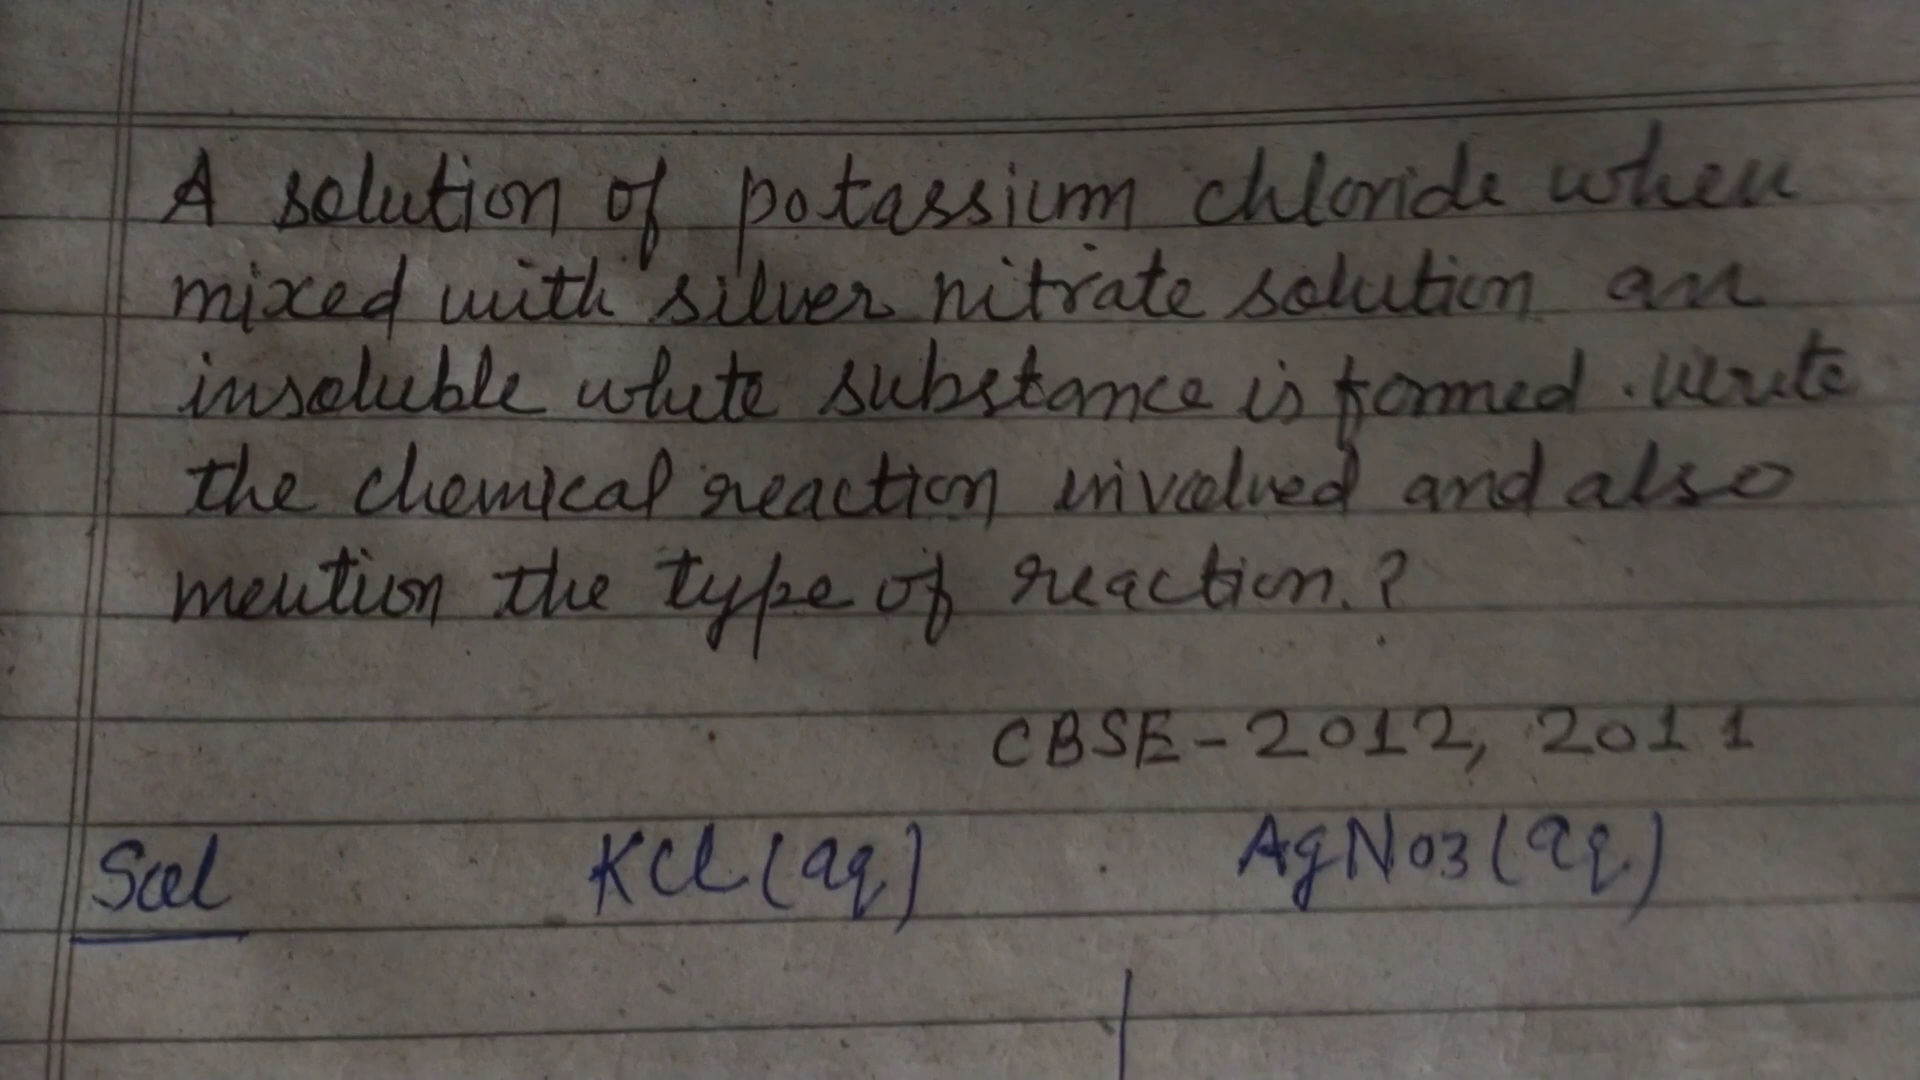 A solution of potassium chloride when
mixed with silver nitrate solution an
insoluble white substance is formed. Write
the chemical reaction involved and also
mention the type of reaction.?
CBSE-2012, 2011
Sol KCl (aq) AgNO3 (aq)